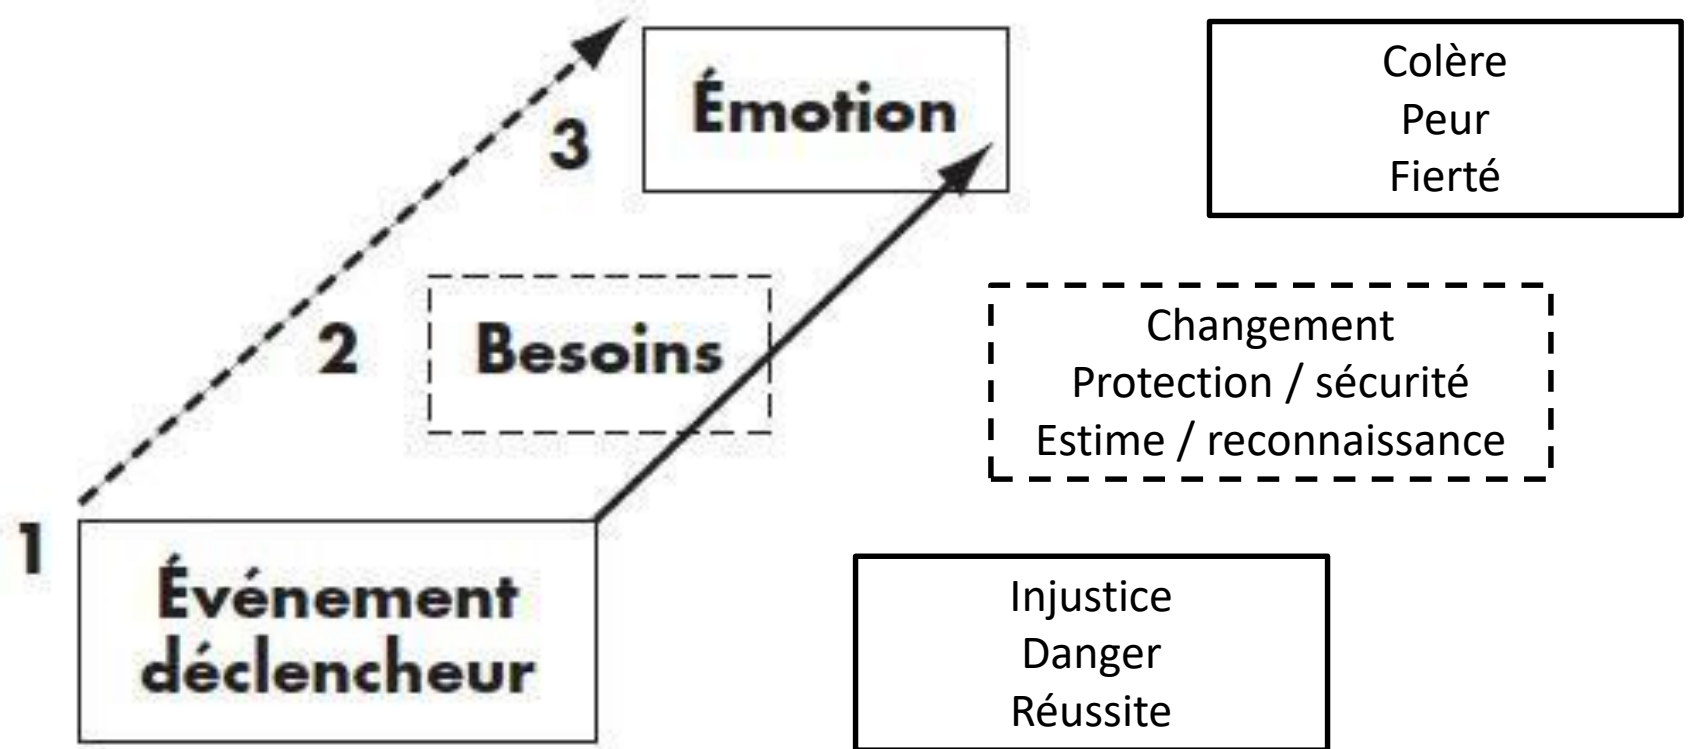 3
Émotion
Colère
Peur
Fierté
2
Besoins
Changement
Protection / sécurité
Estime / reconnaissance
1
Événement
déclencheur
Injustice
Danger
Réussite